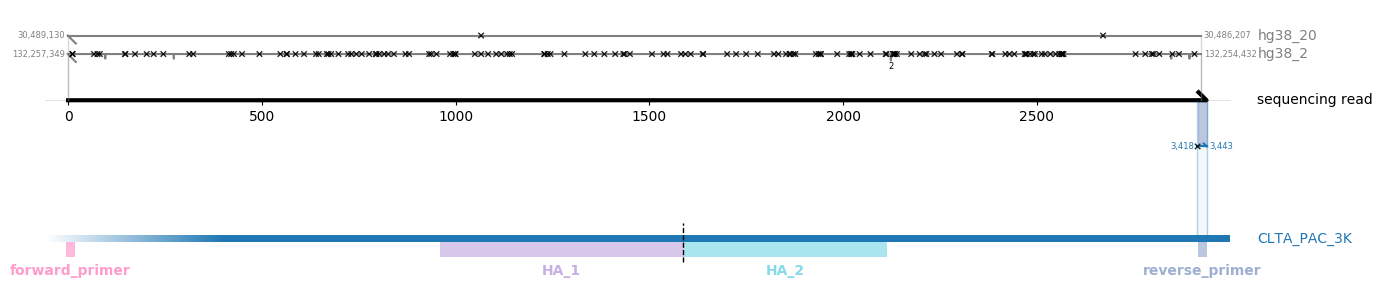 30,489,130 30,486,207 hg38_20
132,257,349 132,254,432 hg38_2
2
sequencing read
0 500 1000 1500 2000 2500
3,418 3,443
CLTA_PAC_3K
forward_primer HA_1 HA_2 reverse_primer